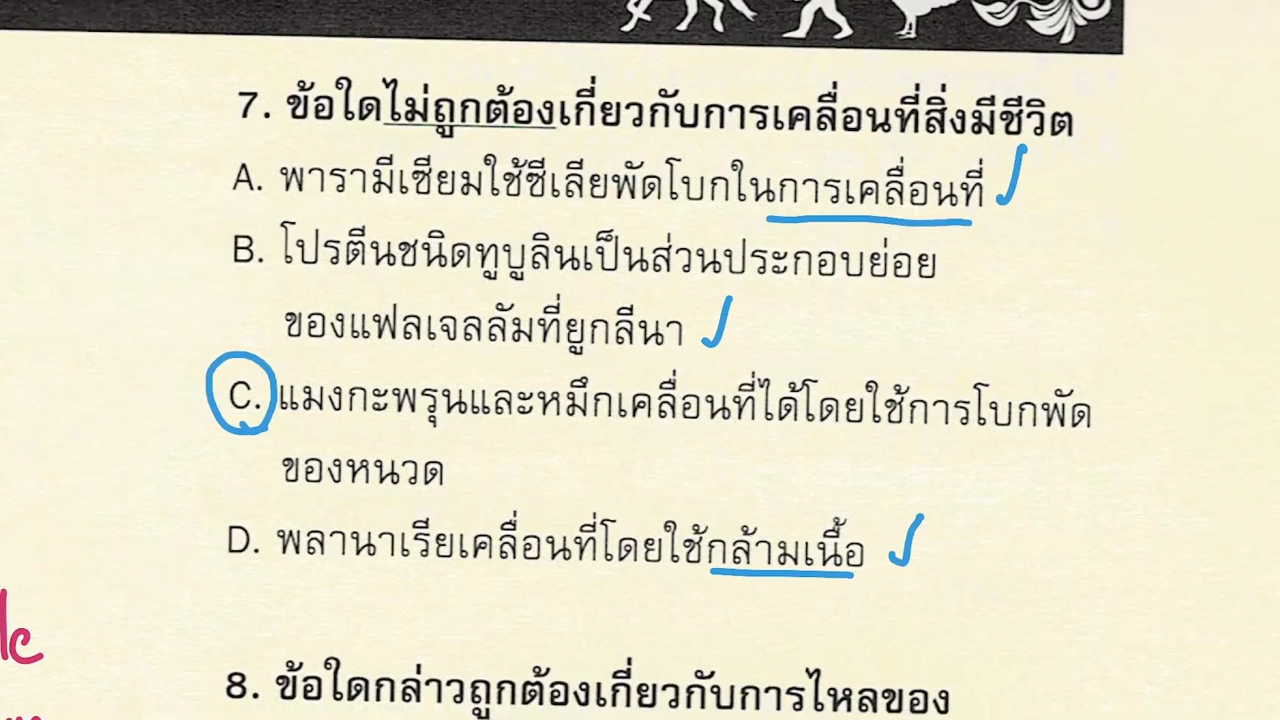 7. ข้อใดไม่ถูกต้องเกี่ยวกับการเคลื่อนที่สิ่งมีชีวิต
A. พารามีเซียมใช้ซีเลียพัดโบกในการเคลื่อนที่
B. โปรตีนชนิดทูบูลินเป็นส่วนประกอบย่อย
ของแฟลเจลลัมที่ยูกลีนา
C. แมงกะพรุนและหมึกเคลื่อนที่ได้โดยใช้การโบกพัด
ของหนวด
D. พลานาเรียเคลื่อนที่โดยใช้กล้ามเนื้อ
8. ข้อใดกล่าวถูกต้องเกี่ยวกับการไหลของ